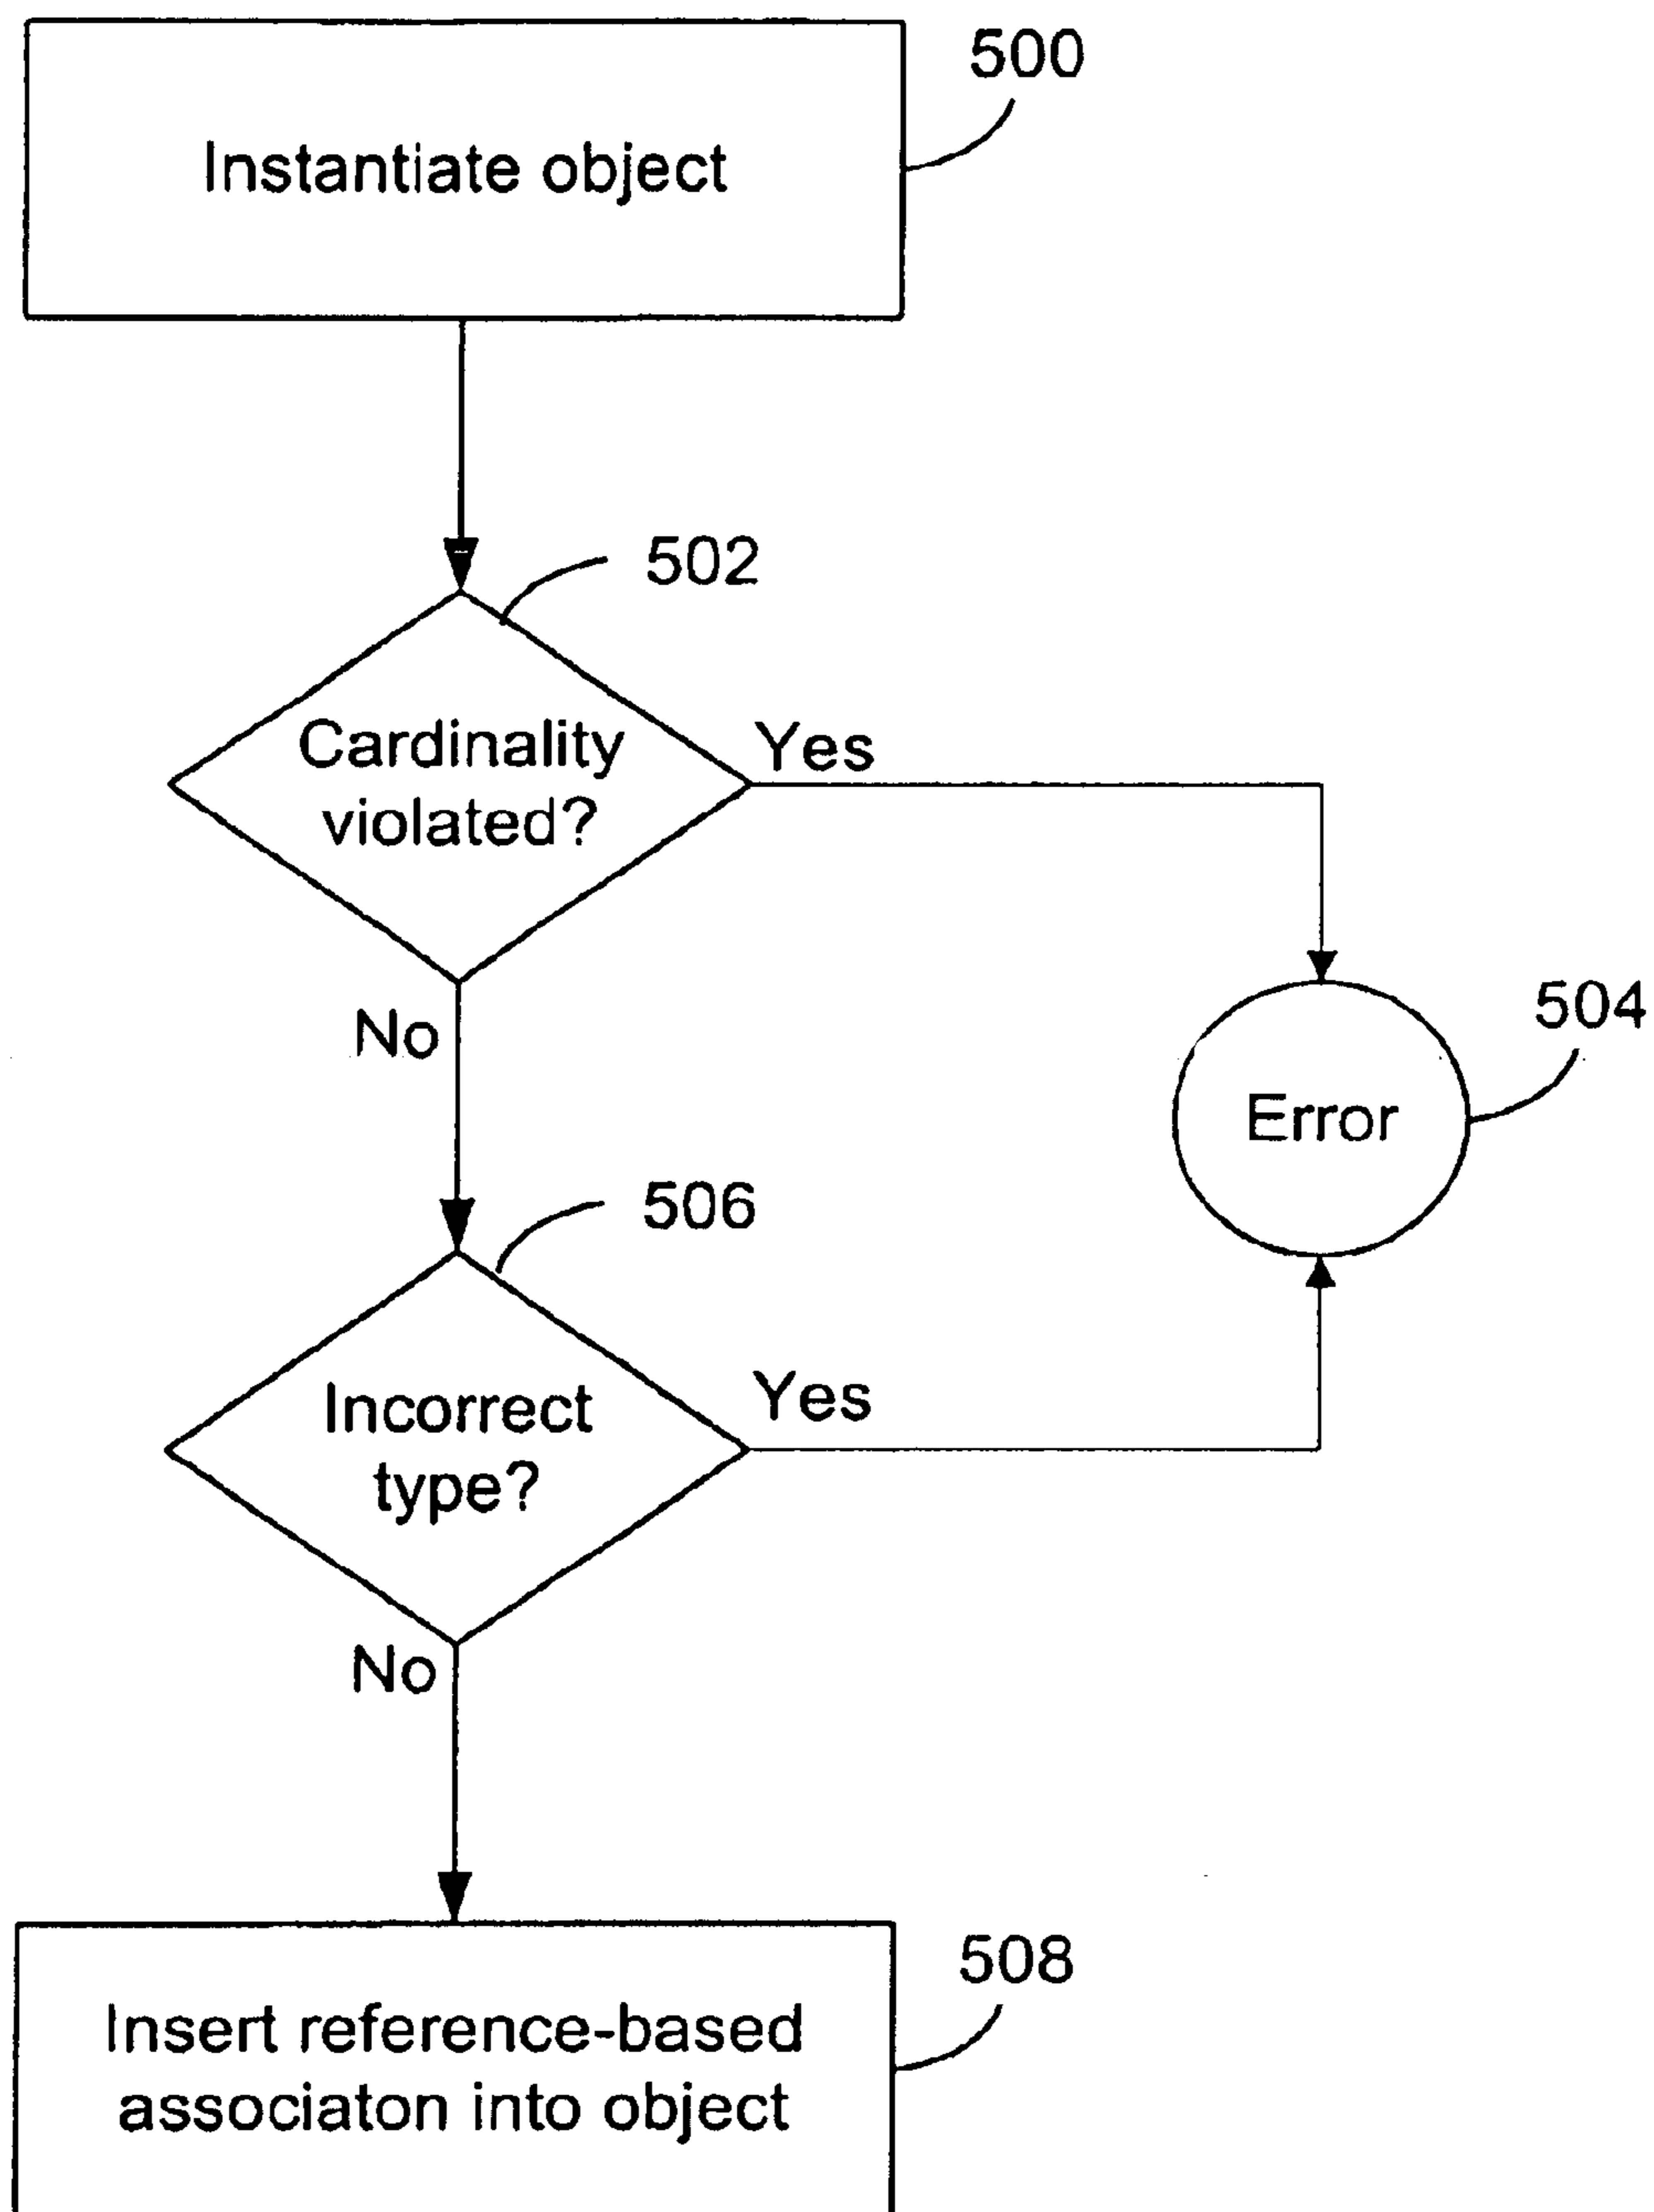 500
Instantiate object
502
Cardinality
violated?
Yes
No
504
Error
506
Incorrect
type?
Yes
No
508
Insert reference-based
associaton into object